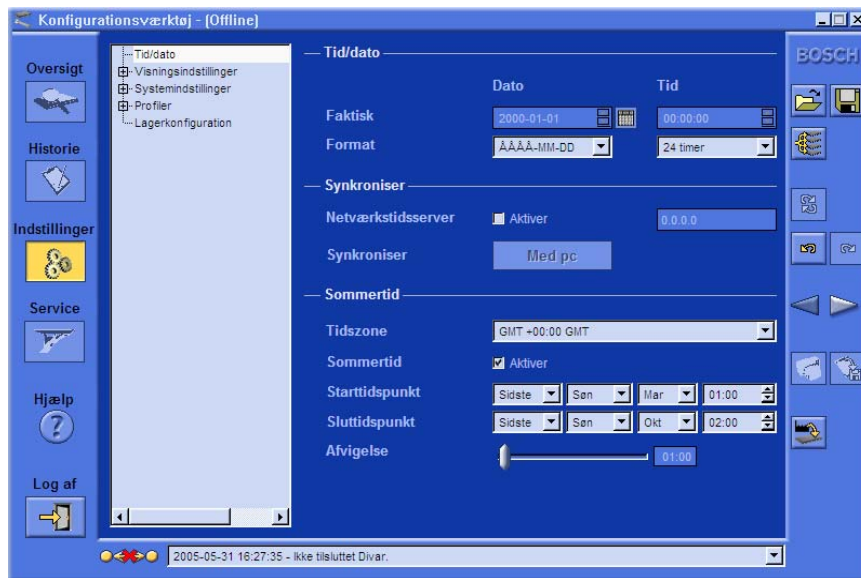 Konfigurationsværktøj - (Offline)
Oversigt
Historie
Indstillinger
Service
Hjælp
Log af
Tid/dato
Visningsindstillinger
Systemindstillinger
Profiler
Lagerkonfiguration
Tid/dato
Dato Tid
Faktisk 2000-01-01 00:00:00
Format ÅÅÅÅ-MM-DD 24 timer
Synkroniser
Netværkstidsserver Aktiver 0.0.0.0
Synkroniser Med pc
Sommertid
Tidszone GMT +00:00 GMT
Sommertid Aktiver
Starttidspunkt Sidste Søn Mar 01:00
Sluttidspunkt Sidste Søn Okt 02:00
Afvigelse 01:00
BOSCH
2005-05-31 16:27:35 - Ikke tilsluttet Divar.